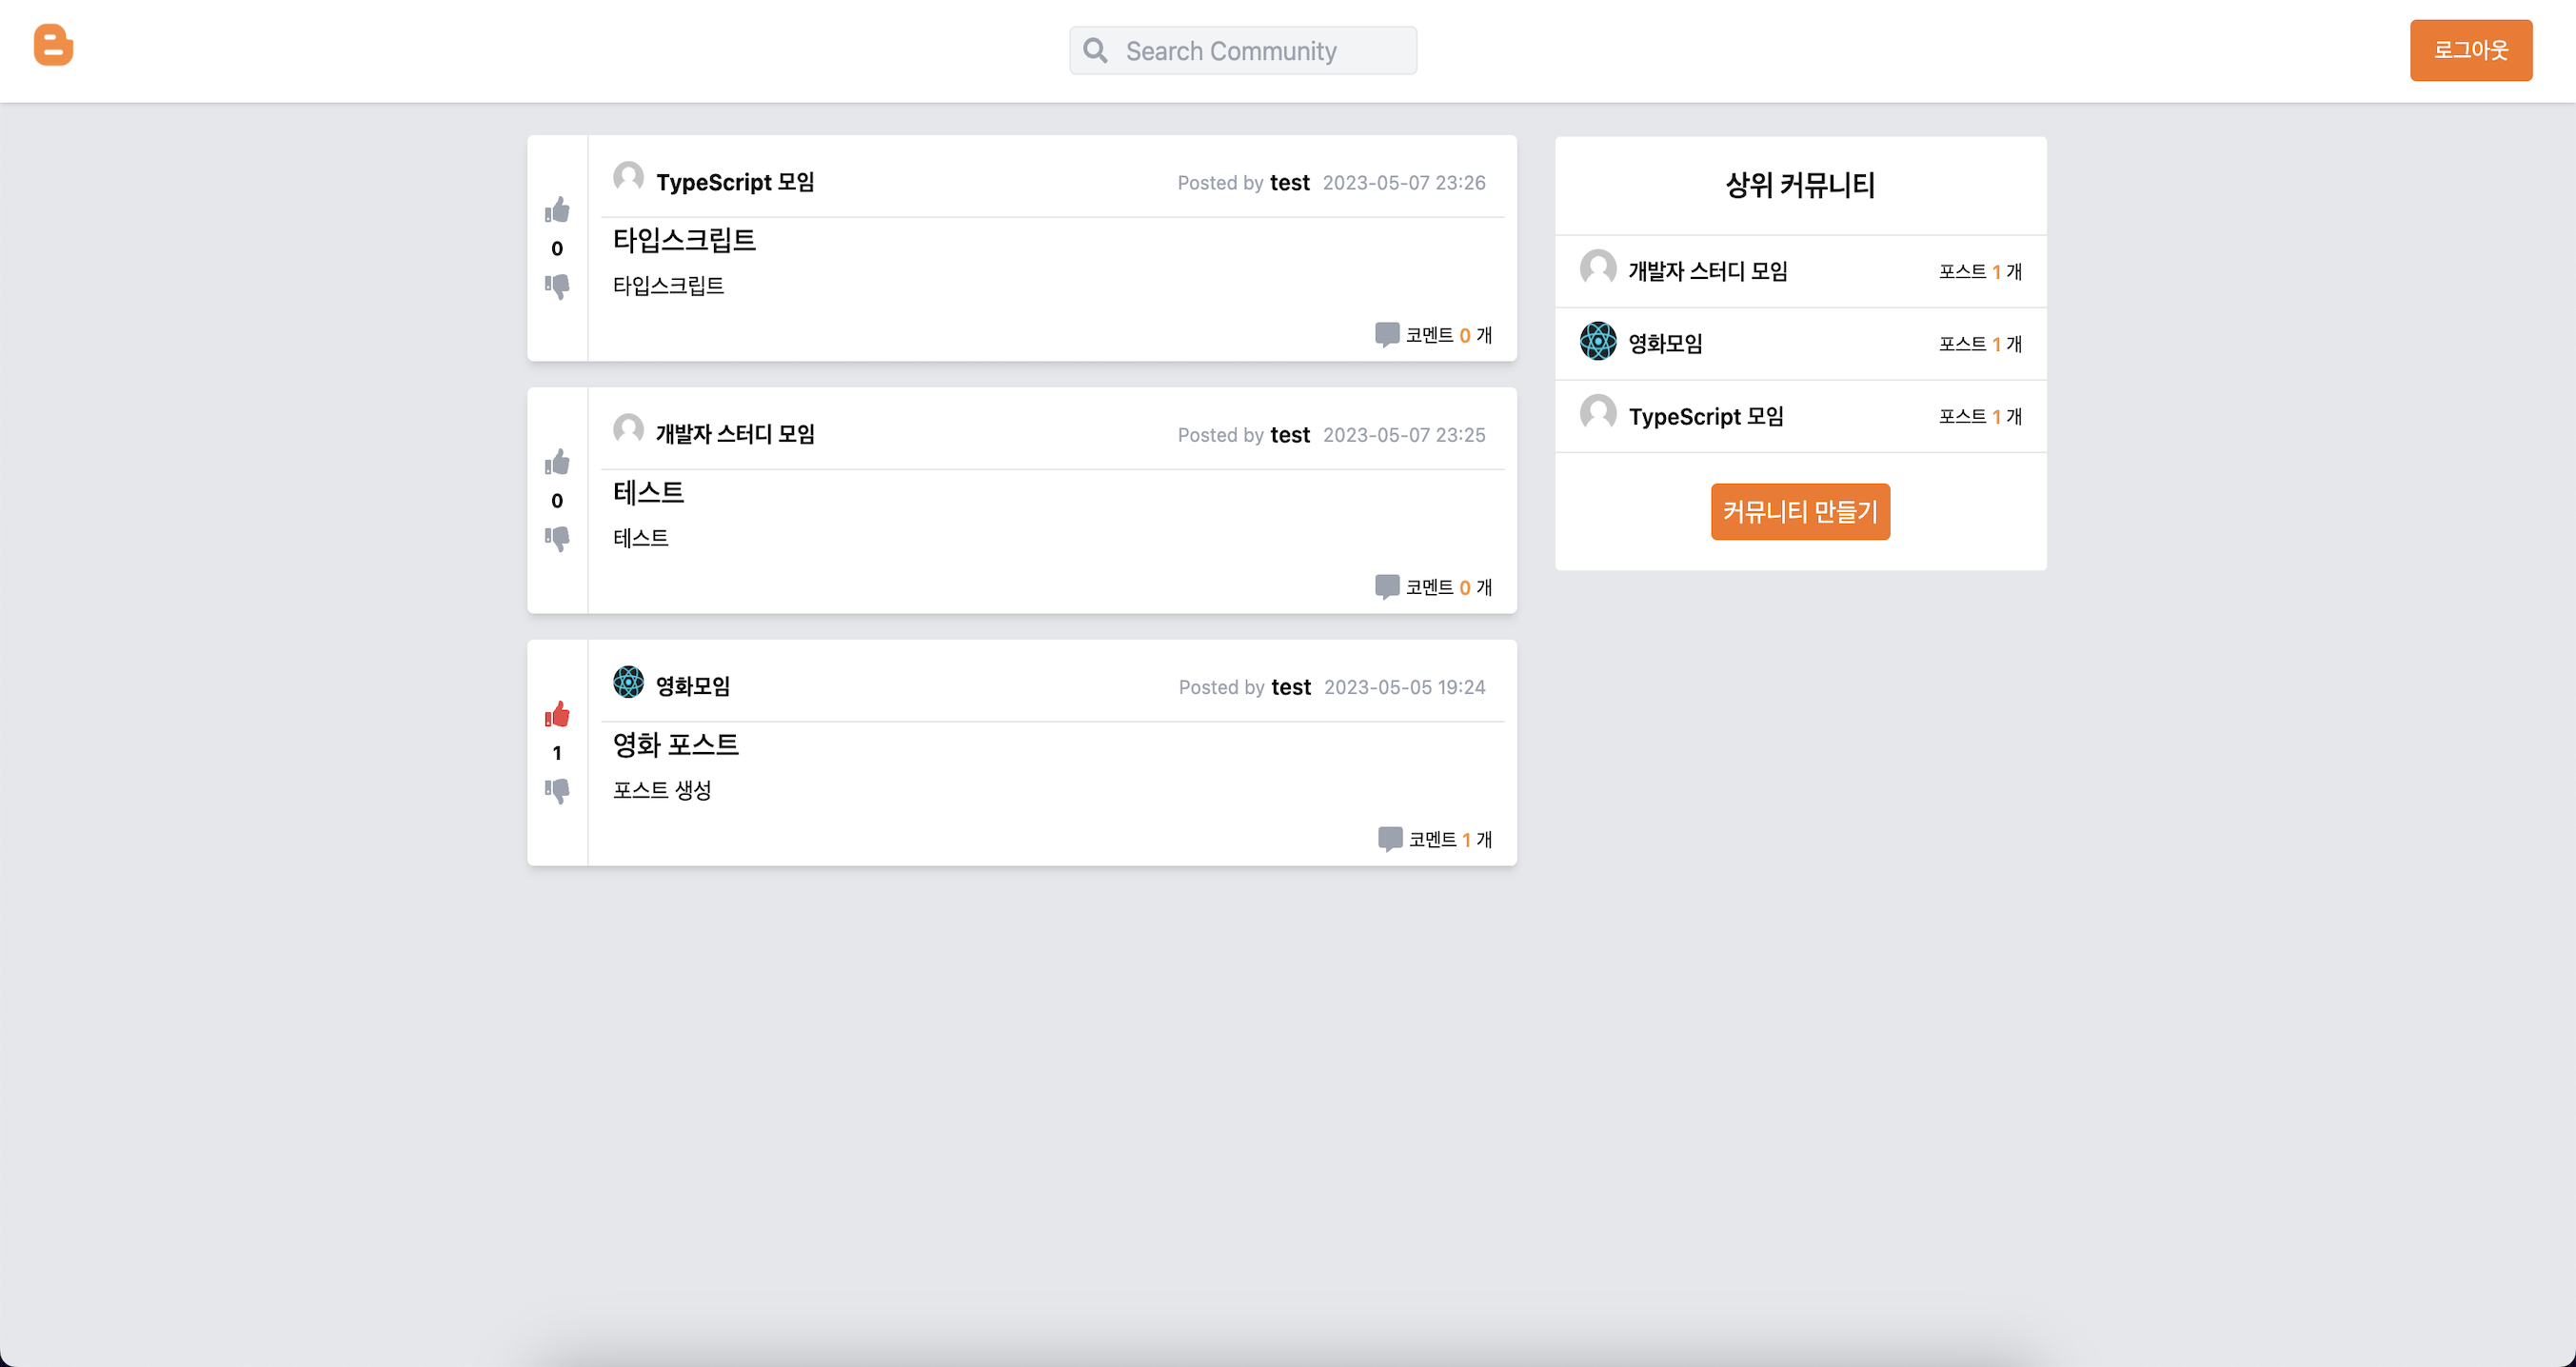 Search Community
로그아웃
TypeScript 모임
Posted by test 2023-05-07 23:26
0
타입스크립트
타입스크립트
코멘트 0 개
개발자 스터디 모임
Posted by test 2023-05-07 23:25
0
테스트
테스트
코멘트 0 개
영화모임
Posted by test 2023-05-05 19:24
1
영화 포스트
포스트 생성
코멘트 1 개
상위 커뮤니티
개발자 스터디 모임 포스트 1 개
영화모임 포스트 1 개
TypeScript 모임 포스트 1 개
커뮤니티 만들기